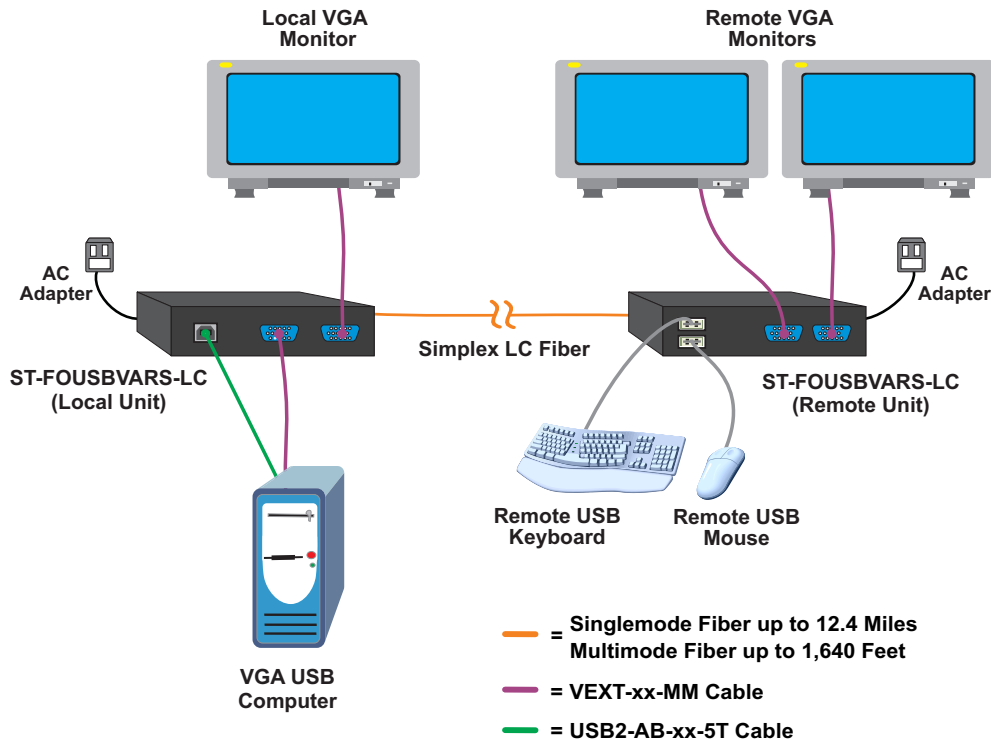 Local VGA
Monitor
Remote VGA
Monitors
AC
Adapter
AC
Adapter
Simplex LC Fiber
ST-FOUSBVARS-LC
(Local Unit)
ST-FOUSBVARS-LC
(Remote Unit)
Remote USB
Keyboard
Remote USB
Mouse
VGA USB
Computer
= Singlemode Fiber up to 12.4 Miles
Multimode Fiber up to 1,640 Feet
= VEXT-xx-MM Cable
= USB2-AB-xx-5T Cable